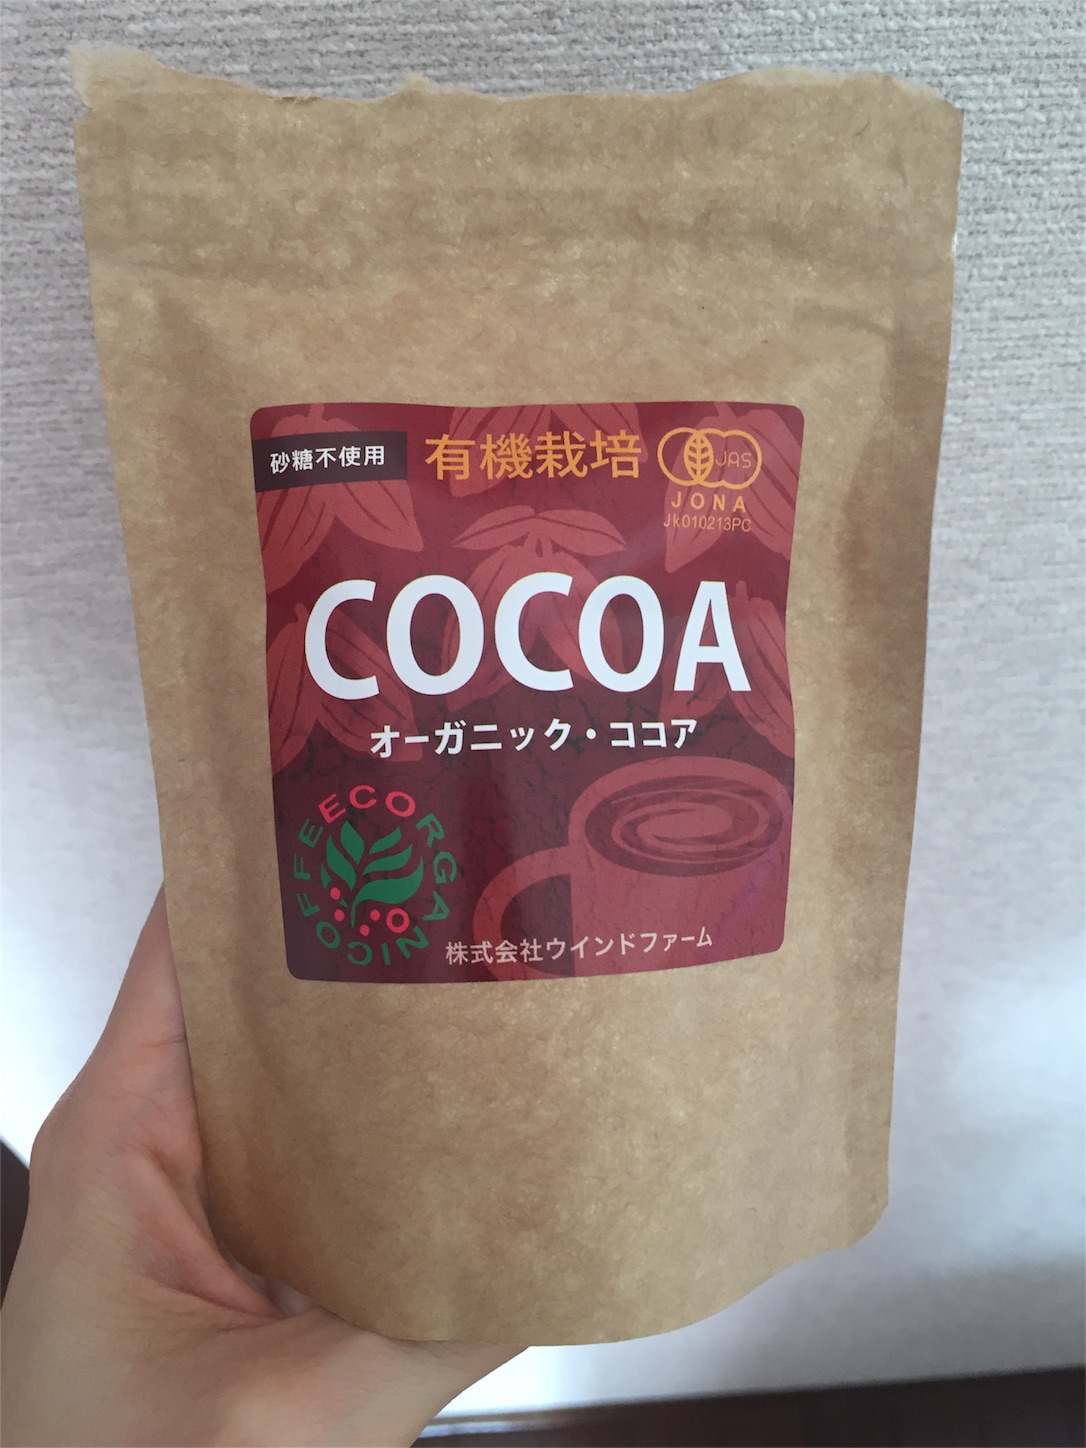 砂糖不使用
有機栽培
JAS
JONA
Jk010213PC
COCOA
オーガニック・ココア
ECORGANICOFFEE
株式会社ウインドファーム